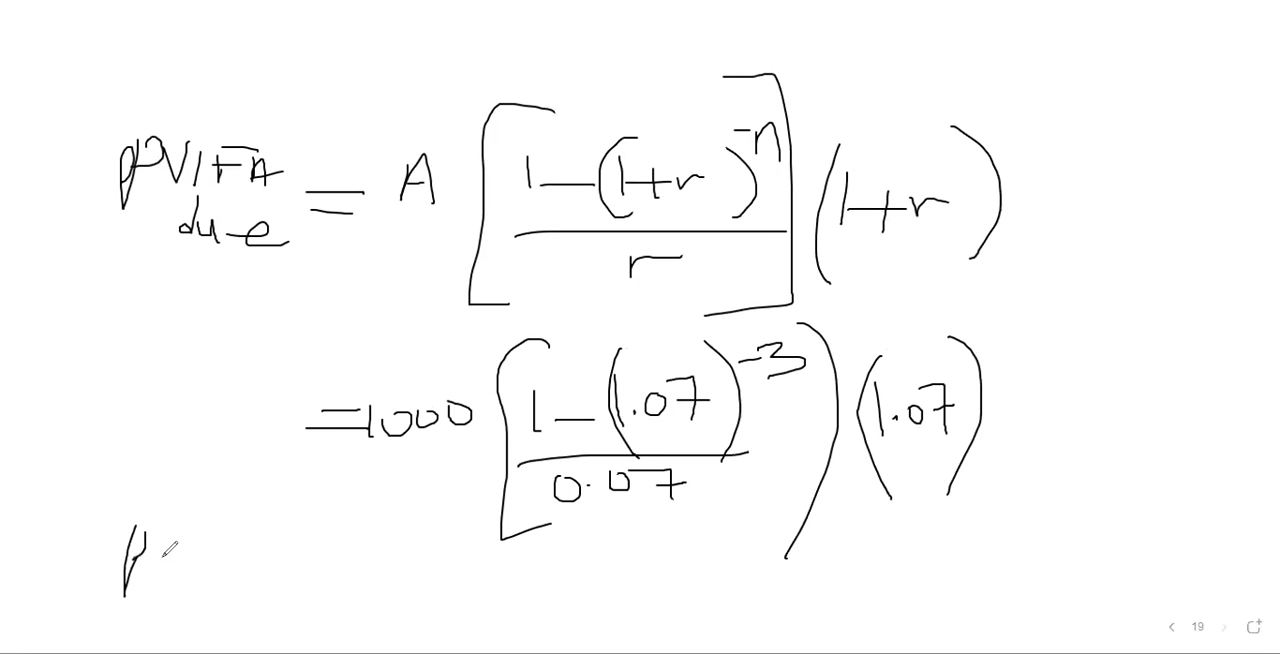 PVIFA due = A [ 1 - (1+r)^-n / r ] (1+r)
= 1000 [ 1 - (1.07)^-3 / 0.07 ) (1.07)
19